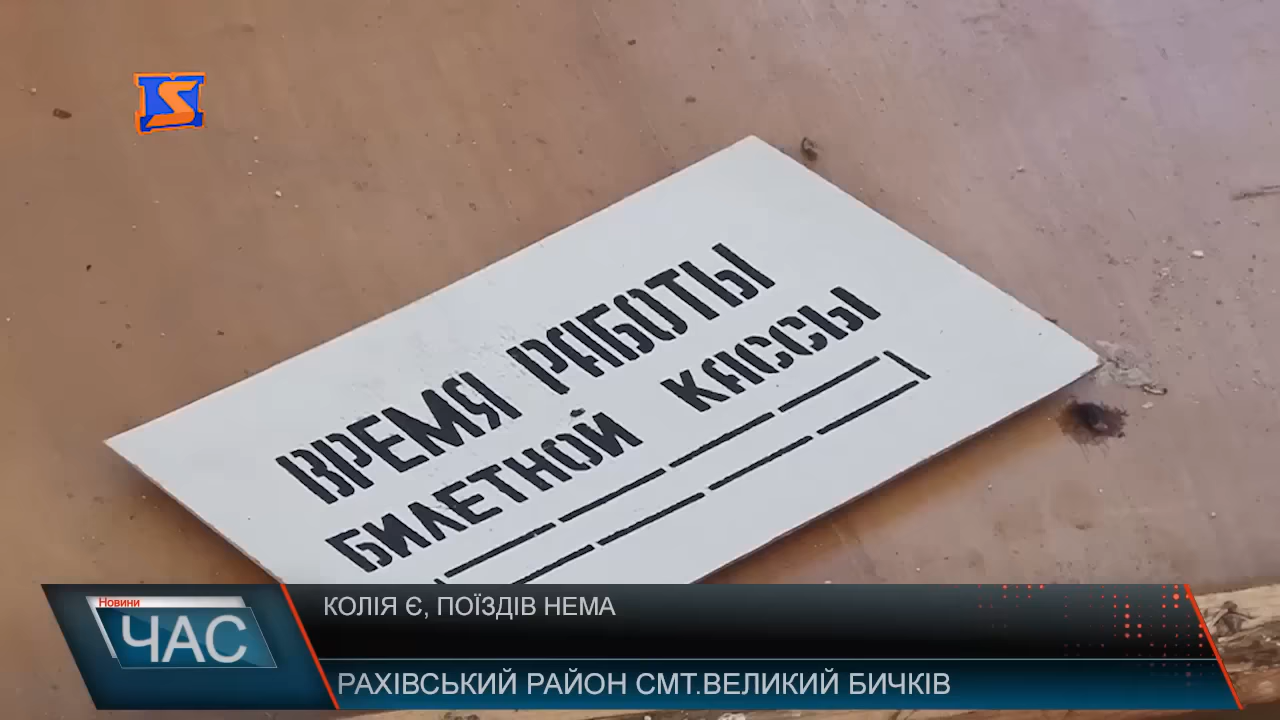 ВРЕМЯ РАБОТЫ
БИЛЕТНОЙ КАССЫ
Новини
ЧАС
КОЛІЯ Є, ПОЇЗДІВ НЕМА
РАХІВСЬКИЙ РАЙОН СМТ.ВЕЛИКИЙ БИЧКІВ